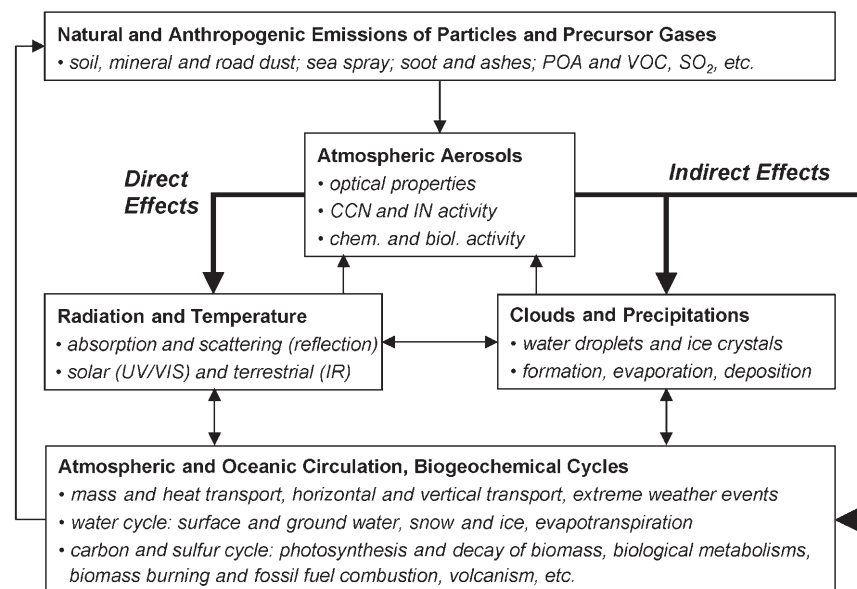 Natural and Anthropogenic Emissions of Particles and Precursor Gases
• soil, mineral and road dust; sea spray; soot and ashes; POA and VOC, SO₂, etc.
Atmospheric Aerosols
• optical properties
• CCN and IN activity
• chem. and biol. activity
Direct
Effects
Indirect Effects
Radiation and Temperature
• absorption and scattering (reflection)
• solar (UV/VIS) and terrestrial (IR)
Clouds and Precipitations
• water droplets and ice crystals
• formation, evaporation, deposition
Atmospheric and Oceanic Circulation, Biogeochemical Cycles
• mass and heat transport, horizontal and vertical transport, extreme weather events
• water cycle: surface and ground water, snow and ice, evapotranspiration
• carbon and sulfur cycle: photosynthesis and decay of biomass, biological metabolisms,
biomass burning and fossil fuel combustion, volcanism, etc.